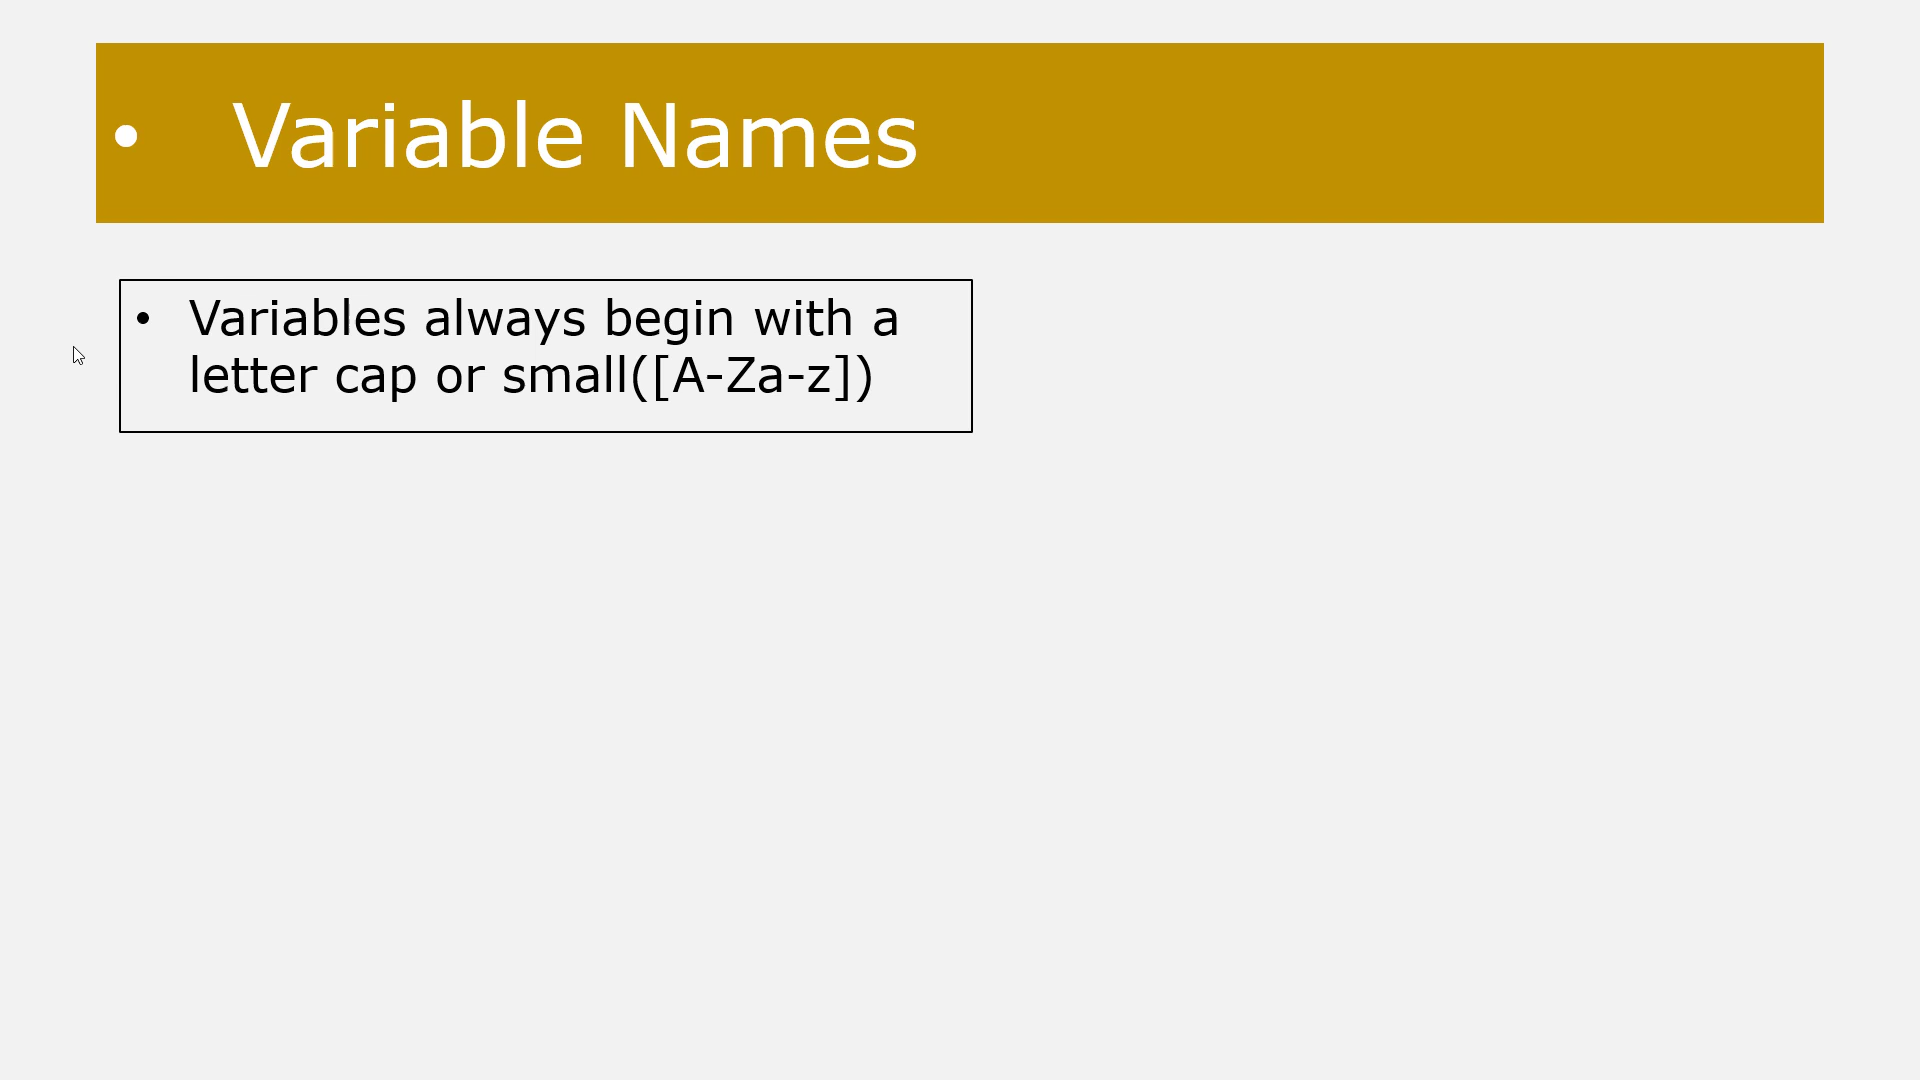 • Variable Names
• Variables always begin with a
letter cap or small([A-Za-z])